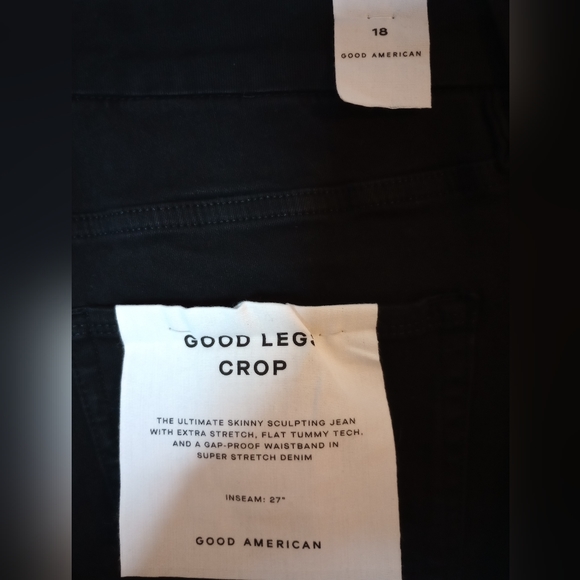 18
GOOD AMERICAN
GOOD LEGS
CROP
THE ULTIMATE SKINNY SCULPTING JEAN
WITH EXTRA STRETCH, FLAT TUMMY TECH.
AND A GAP-PROOF WAISTBAND IN
SUPER STRETCH DENIM
INSEAM: 27"
GOOD AMERICAN